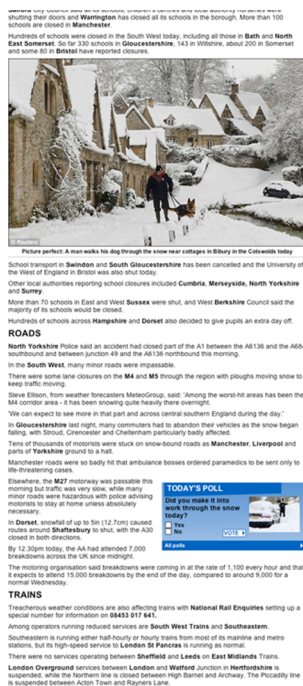 Salford City Council said all its schools, children's centres and local authority nurseries were
shutting their doors and Warrington has closed all its schools in the borough. More than 100
schools are closed in Manchester.
Hundreds of schools were closed in the South West today, including all those in Bath and North
East Somerset. So far 330 schools in Gloucestershire, 143 in Wiltshire, about 200 in Somerset
and some 80 in Bristol have reported closures.
© Reuters
Picture perfect: A man walks his dog through the snow near cottages in Bibury in the Cotswolds today
School transport in Swindon and South Gloucestershire has been cancelled and the University of
the West of England in Bristol was also shut today.
Other local authorities reporting school closures included Cumbria, Merseyside, North Yorkshire
and Surrey.
More than 70 schools in East and West Sussex were shut, and West Berkshire Council said the
majority of its schools would be closed.
Hundreds of schools across Hampshire and Dorset also decided to give pupils an extra day off.
ROADS
North Yorkshire Police said an accident had closed part of the A1 between the A6136 and the A684
southbound and between junction 49 and the A6136 northbound this morning.
In the South West, many minor roads were impassable.
There were some lane closures on the M4 and M5 through the region with ploughs moving snow to
keep traffic moving.
Steve Ellison, from weather forecasters MeteoGroup, said: 'Among the worst-hit areas has been the
M4 corridor area - it has been snowing quite heavily there overnight.
'We can expect to see more in that part and across central southern England during the day.'
In Gloucestershire last night, many commuters had to abandon their vehicles as the snow began
falling, with Stroud, Cirencester and Cheltenham particularly badly affected.
Tens of thousands of motorists were stuck on snow-bound roads as Manchester, Liverpool and
parts of Yorkshire ground to a halt.
Manchester roads were so badly hit that ambulance bosses ordered paramedics to be sent only to
life-threatening cases.
Elsewhere, the M27 motorway was passable this
morning but traffic was very slow, while many
minor roads were hazardous with police advising
motorists to stay at home unless absolutely
necessary.
In Dorset, snowfall of up to 5in (12.7cm) caused
routes around Shaftesbury to shut, with the A30
closed in both directions.
By 12.30pm today, the AA had attended 7,000
breakdowns across the UK since midnight.
TODAY'S POLL
Did you make it into
work through the snow
today?
Yes
No
VOTE
All polls
The motoring organisation said breakdowns were coming in at the rate of 1,100 every hour and that
it expects to attend 15,000 breakdowns by the end of the day, compared to around 9,000 for a
normal Wednesday.
TRAINS
Treacherous weather conditions are also affecting trains with National Rail Enquiries setting up a
special number for information on 08453 017 641.
Among operators running reduced services are South West Trains and Southeastern.
Southeastern is running either half-hourly or hourly trains from most of its mainline and metro
stations, but its high-speed service to London St Pancras is running as normal.
There were no services operating between Sheffield and Leeds on East Midlands Trains.
London Overground services between London and Watford Junction in Hertfordshire is
suspended, while the Northern line is closed between High Barnet and Archway. The Piccadilly line
is suspended between Acton Town and Rayners Lane.